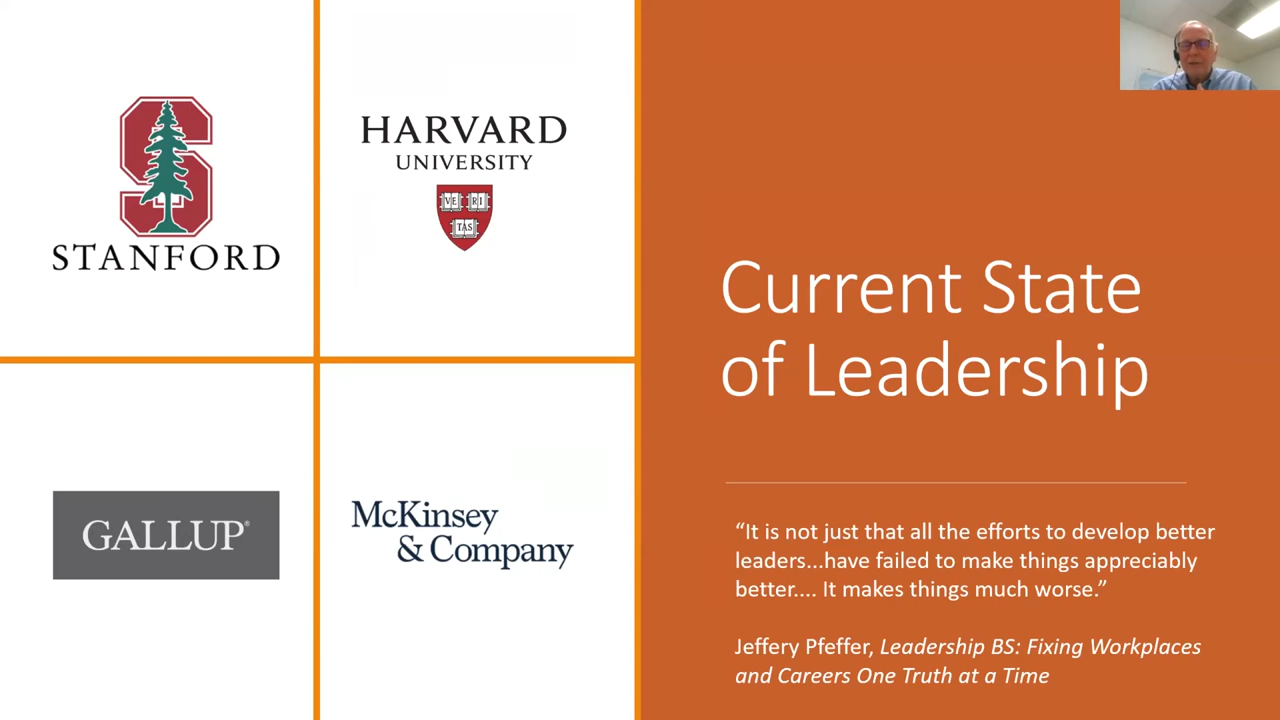 STANFORD
HARVARD
UNIVERSITY
VE RI
TAS
GALLUP®
McKinsey
& Company
Current State
of Leadership
“It is not just that all the efforts to develop better
leaders...have failed to make things appreciably
better.... It makes things much worse.”
Jeffery Pfeffer, Leadership BS: Fixing Workplaces
and Careers One Truth at a Time